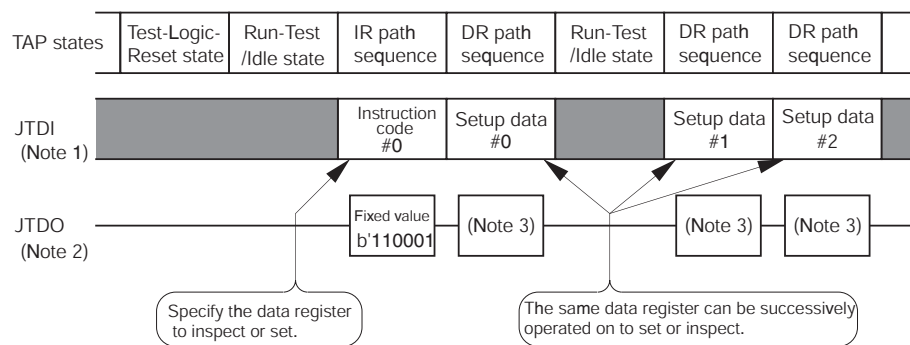 TAP states
Test-Logic-
Reset state
Run-Test
/Idle state
IR path
sequence
DR path
sequence
Run-Test
/Idle state
DR path
sequence
DR path
sequence
JTDI
(Note 1)
Instruction
code
#0
Setup data
#0
Setup data
#1
Setup data
#2
JTDO
(Note 2)
Fixed value
b'110001
(Note 3)
(Note 3)
(Note 3)
Specify the data register
to inspect or set.
The same data register can be successively
operated on to set or inspect.